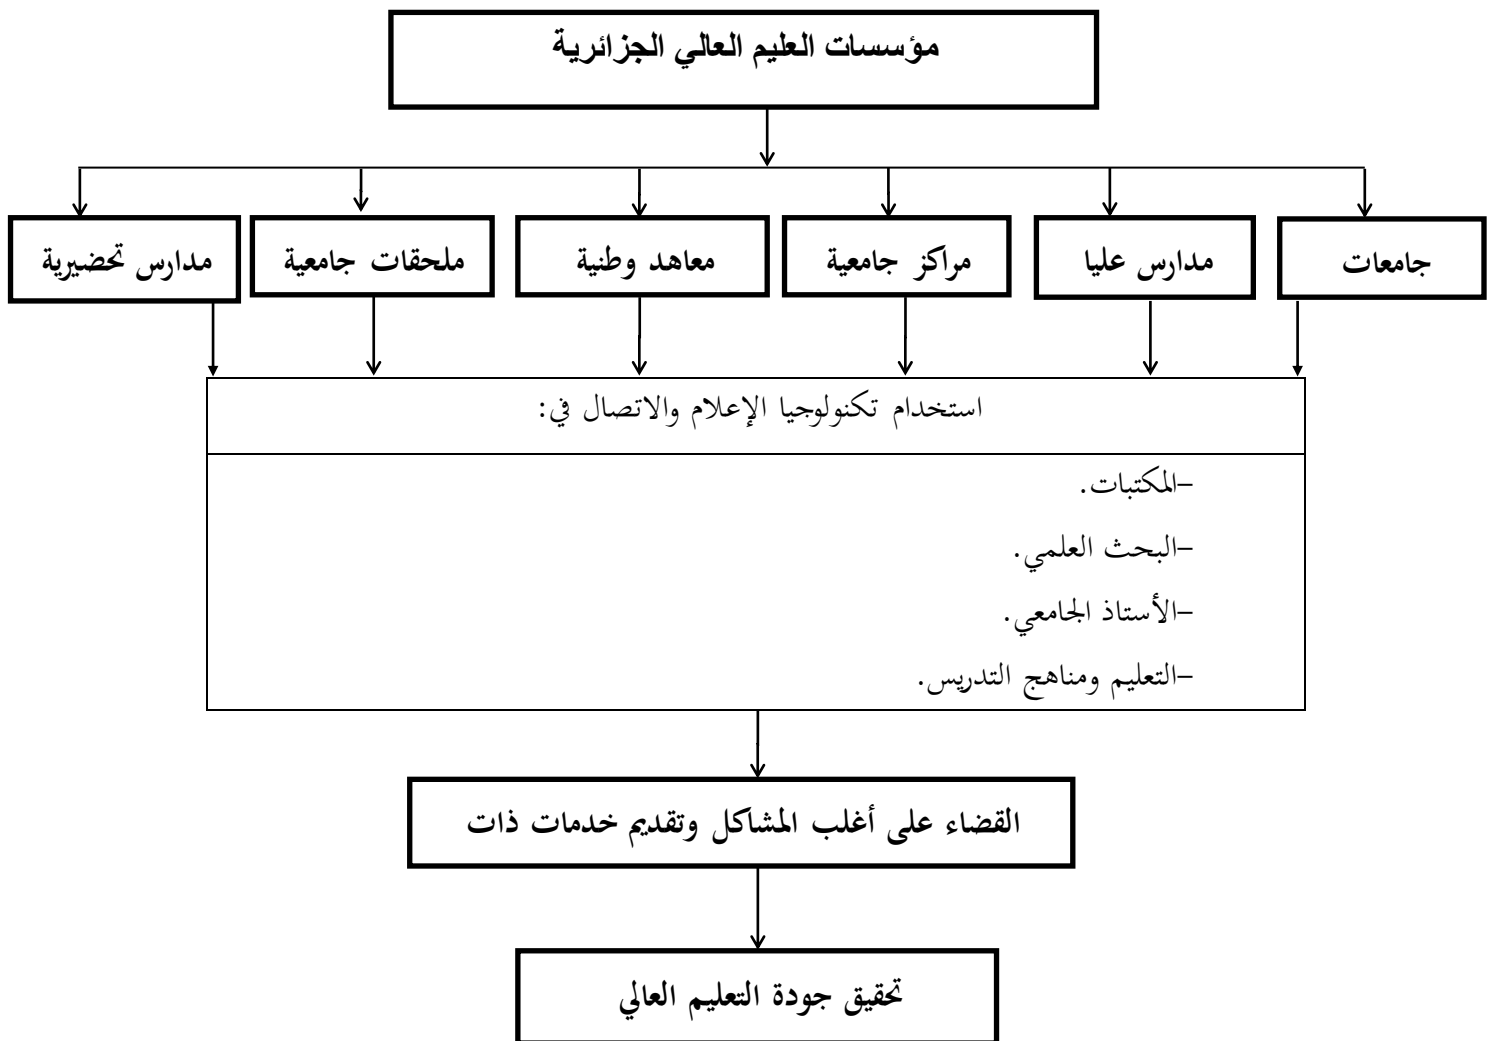 مؤسسات العليم العالي الجزائرية
جامعات
مدارس عليا
مراكز جامعية
معاهد وطنية
ملحقات جامعية
مدارس تحضيرية
استخدام تكنولوجيا الإعلام والاتصال في:
–المكتبات.
–البحث العلمي.
–الأستاذ الجامعي.
–التعليم ومناهج التدريس.
القضاء على أغلب المشاكل وتقديم خدمات ذات
تحقيق جودة التعليم العالي